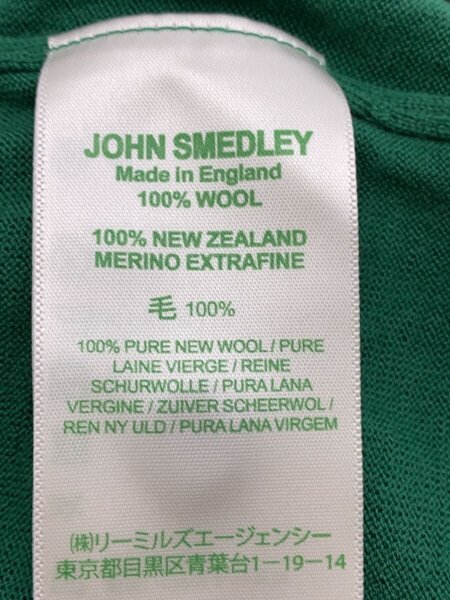 JOHN SMEDLEY
Made in England
100% WOOL
100% NEW ZEALAND
MERINO EXTRAFINE
毛 100%
100% PURE NEW WOOL / PURE
LAINE VIERGE / REINE
SCHURWOLLE / PURA LANA
VERGINE / ZUIVER SCHEERWOL /
REN NY ULD / PURA LANA VIRGEM
㈱リーミルズエージェンシー
東京都目黒区青葉台1-19-14